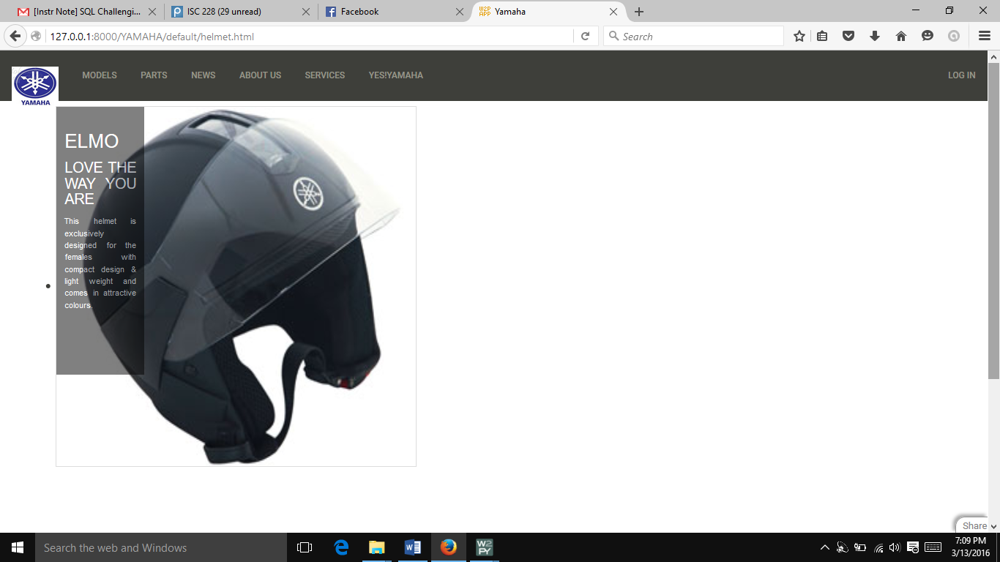 [Instr Note] SQL Challengi...
ISC 228 (29 unread)
Facebook
Yamaha
127.0.0.1:8000/YAMAHA/default/helmet.html
Search
YAMAHA
MODELS
PARTS
NEWS
ABOUT US
SERVICES
YES!YAMAHA
LOG IN
ELMO
LOVE THE
WAY YOU
ARE
This helmet is
exclusively
designed for the
females with
compact design &
light weight and
comes in attractive
colours.
Share
Search the web and Windows
W2
PY
7:09 PM
3/13/2016